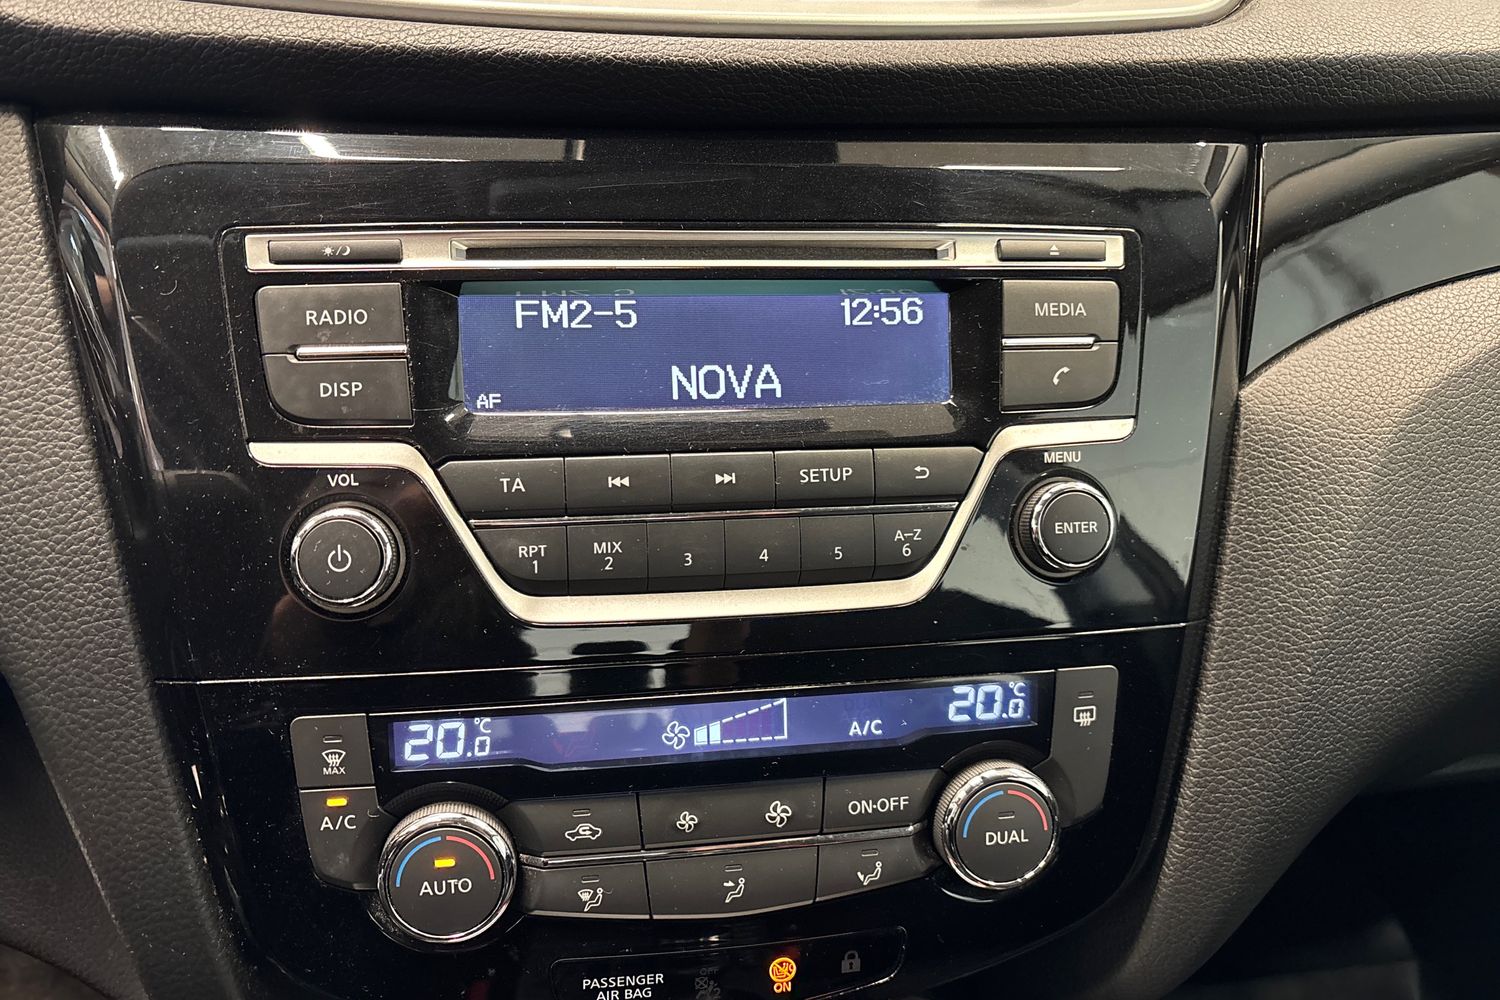 FM2-5 12:56
NOVA
AF
RADIO
DISP
MEDIA
VOL
TA
SETUP
MENU
ENTER
RPT
1
MIX
2
3
4
5
A-Z
6
20.0°C A/C 20.0°C
MAX
A/C
AUTO
ON·OFF
DUAL
PASSENGER
AIR BAG
OFF
ON